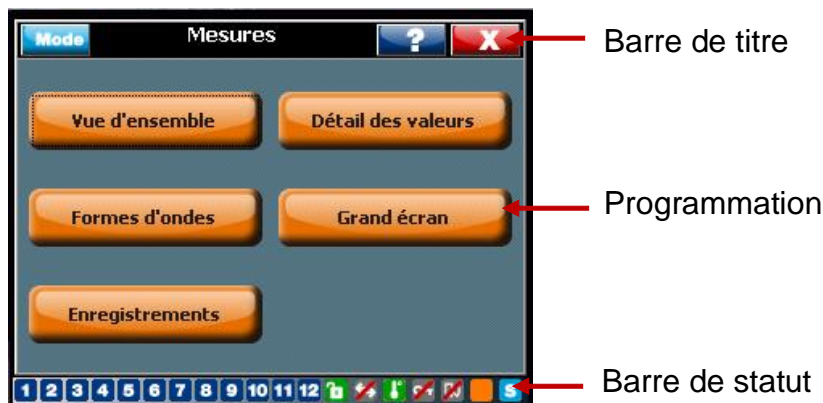 Mode Mesures ? X
Barre de titre
Vue d'ensemble Détail des valeurs
Formes d'ondes Grand écran
Programmation
Enregistrements
1 2 3 4 5 6 7 8 9 10 11 12 S
Barre de statut